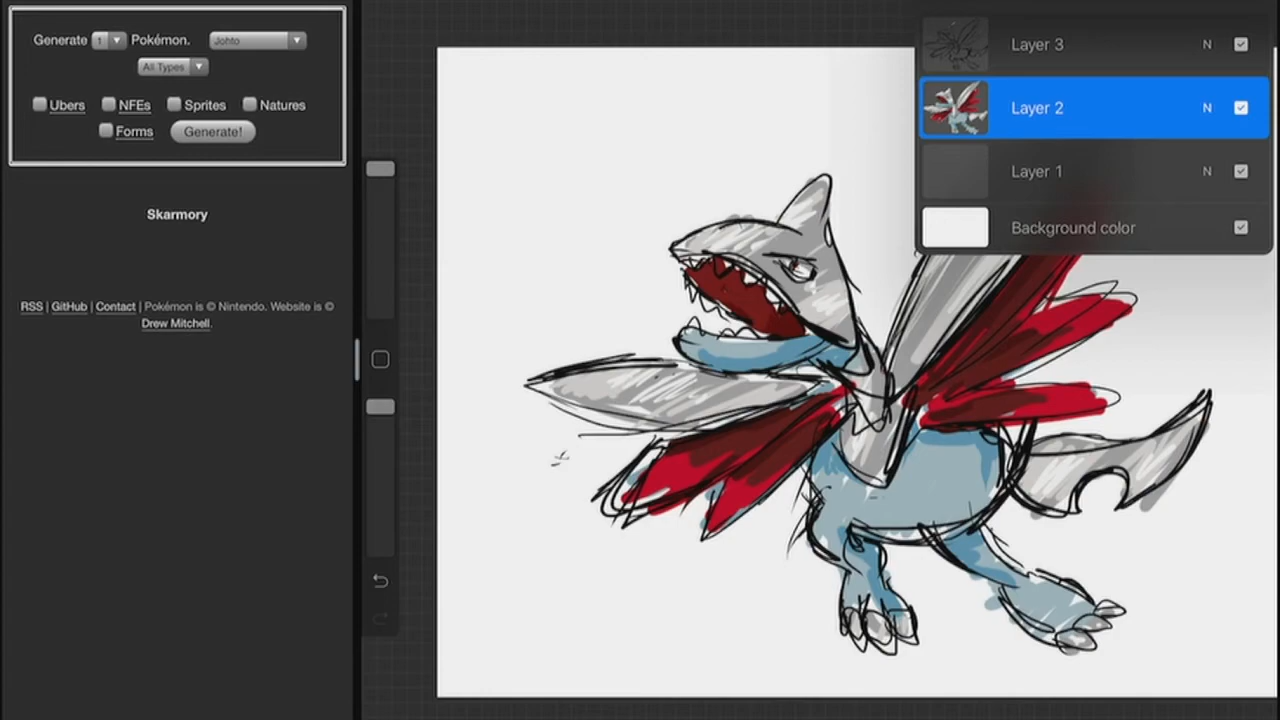 Generate 1 Pokémon. Johto
All Types
Ubers NFEs Sprites Natures
Forms Generate!
Skarmory
RSS | GitHub | Contact | Pokémon is © Nintendo. Website is ©
Drew Mitchell.
Layer 3 N
Layer 2 N
Layer 1 N
Background color